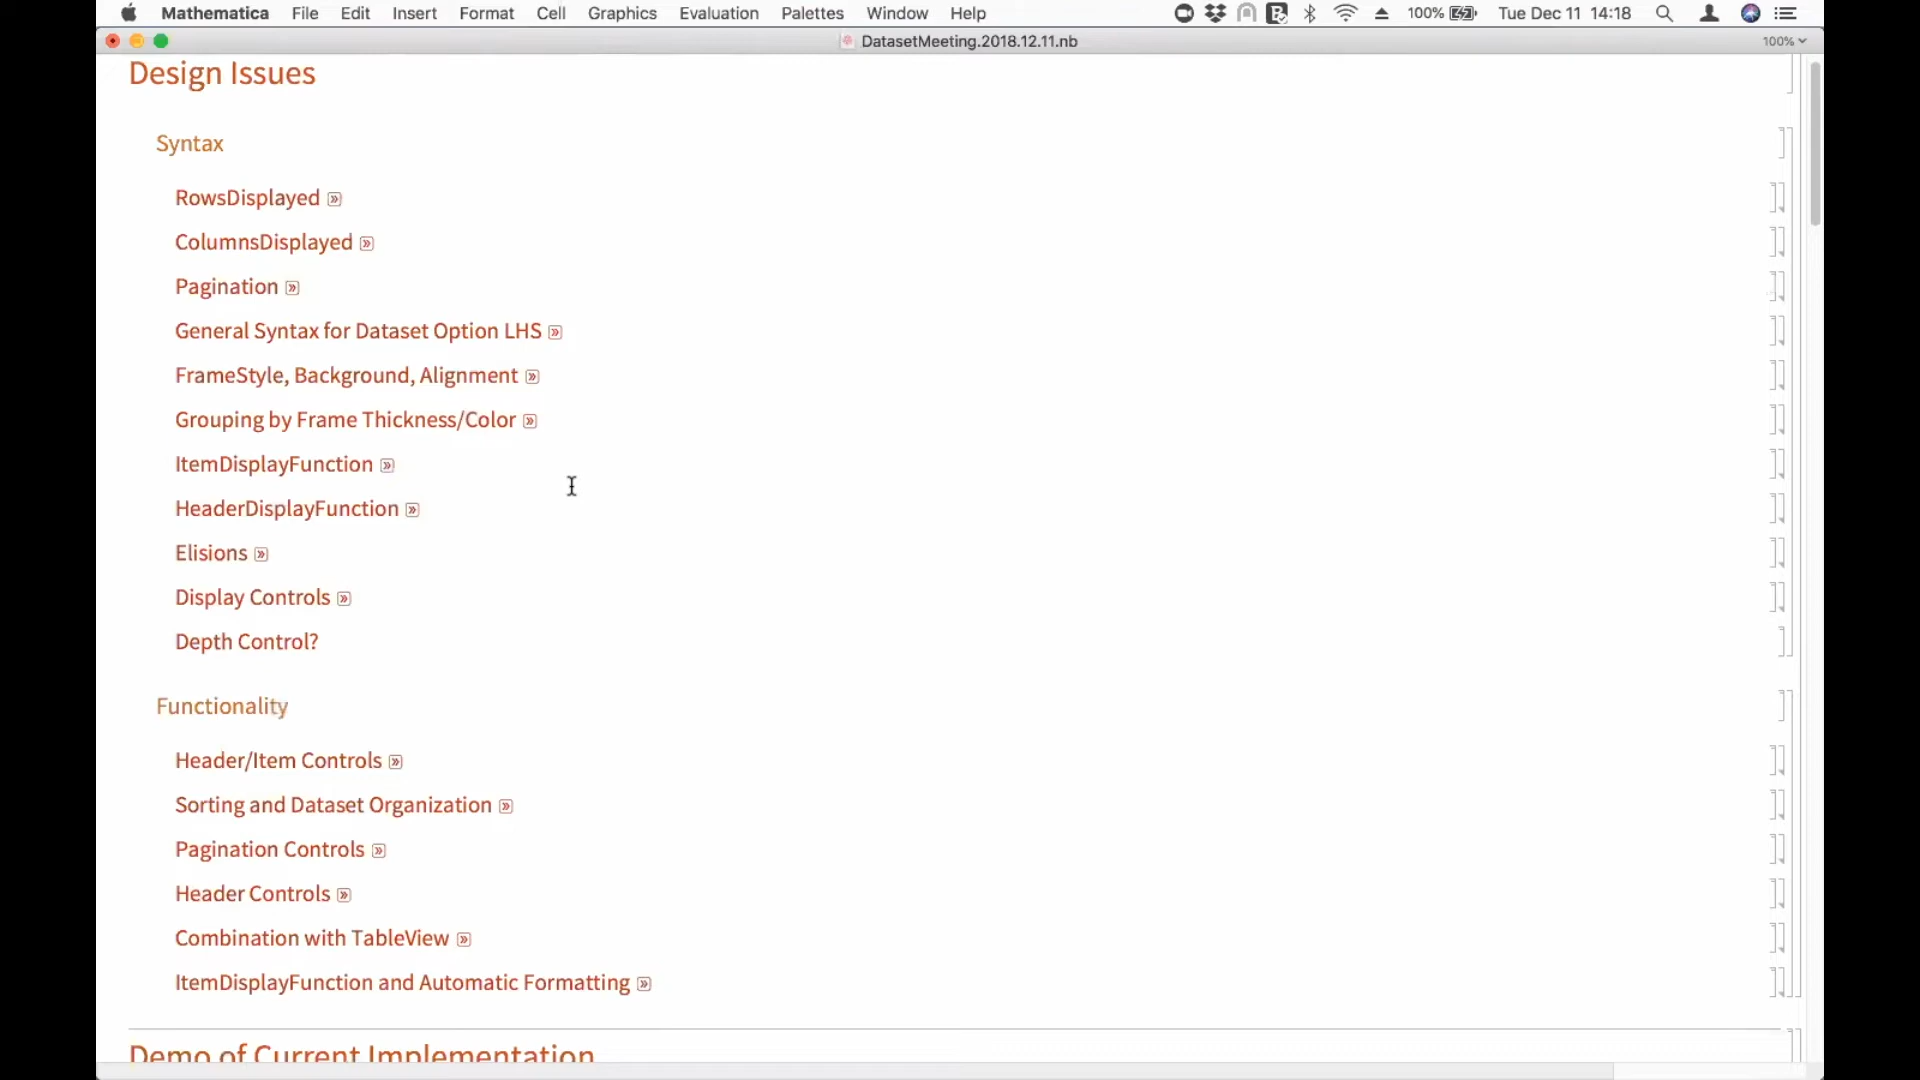 Mathematica File Edit Insert Format Cell Graphics Evaluation Palettes Window Help 100% Tue Dec 11 14:18
DatasetMeeting.2018.12.11.nb 100%
Design Issues
Syntax
RowsDisplayed
ColumnsDisplayed
Pagination
General Syntax for Dataset Option LHS
FrameStyle, Background, Alignment
Grouping by Frame Thickness/Color
ItemDisplayFunction
HeaderDisplayFunction
Elisions
Display Controls
Depth Control?
Functionality
Header/Item Controls
Sorting and Dataset Organization
Pagination Controls
Header Controls
Combination with TableView
ItemDisplayFunction and Automatic Formatting
Demo of Current Implementation